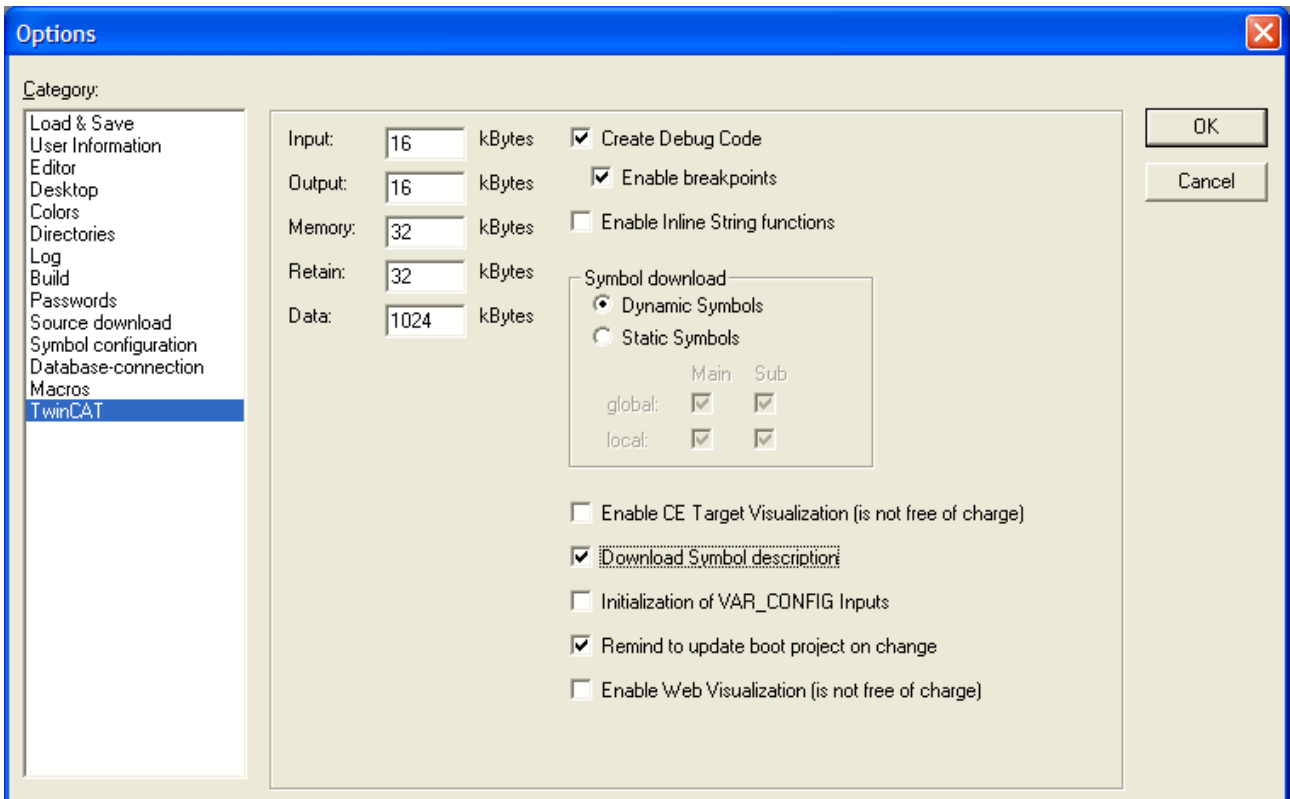 Options
Category:
Load & Save
User Information
Editor
Desktop
Colors
Directories
Log
Build
Passwords
Source download
Symbol configuration
Database-connection
Macros
TwinCAT
Input: 16 kBytes
Output: 16 kBytes
Memory: 32 kBytes
Retain: 32 kBytes
Data: 1024 kBytes
Create Debug Code
Enable breakpoints
Enable Inline String functions
Symbol download
Dynamic Symbols
Static Symbols
Main Sub
global:
local:
Enable CE Target Visualization (is not free of charge)
Download Symbol description
Initialization of VAR_CONFIG Inputs
Remind to update boot project on change
Enable Web Visualization (is not free of charge)
OK
Cancel